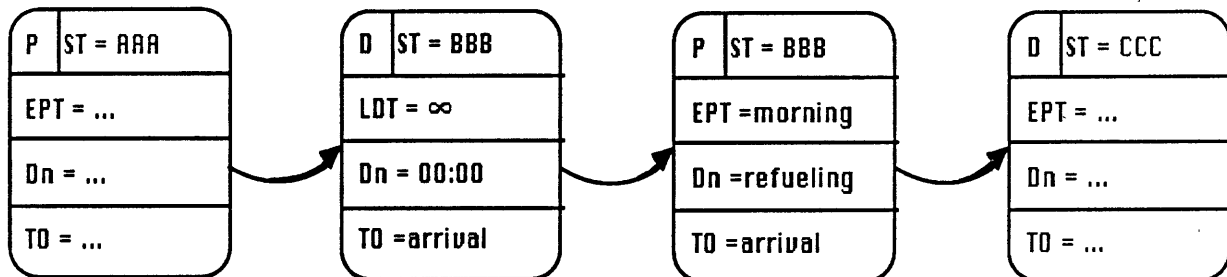 P ST = AAA
EPT = ...
Dn = ...
TO = ...
D ST = BBB
LDT = ∞
Dn = 00:00
TO =arrival
P ST = BBB
EPT =morning
Dn =refueling
TO =arrival
D ST = CCC
EPT = ...
Dn = ...
TO = ...